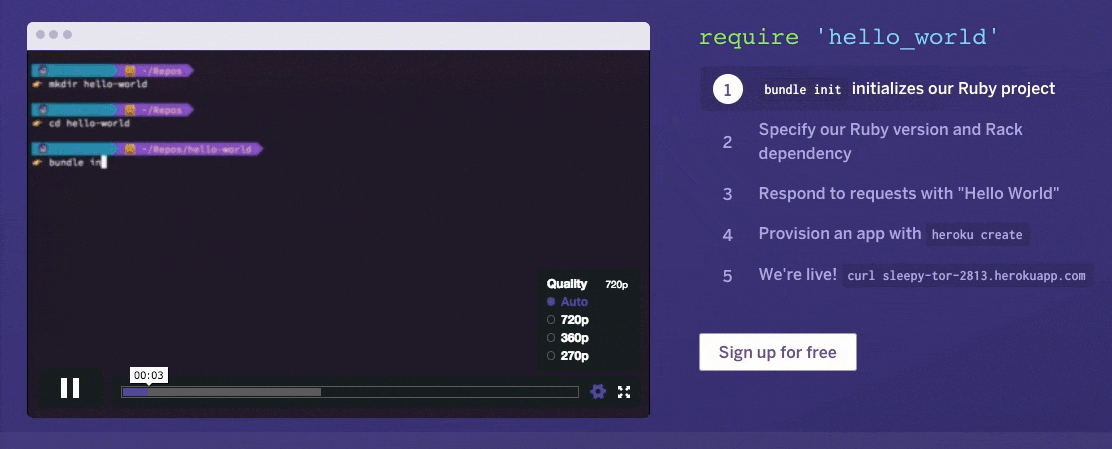 ~/Repos
mkdir hello-world
~/Repos
cd hello-world
~/Repos/hello-world
bundle in
Quality 720p
Auto
720p
360p
270p
00:03
require 'hello_world'
1 bundle init initializes our Ruby project
2 Specify our Ruby version and Rack
dependency
3 Respond to requests with "Hello World"
4 Provision an app with heroku create
5 We're live! curl sleepy-tor-2813.herokuapp.com
Sign up for free